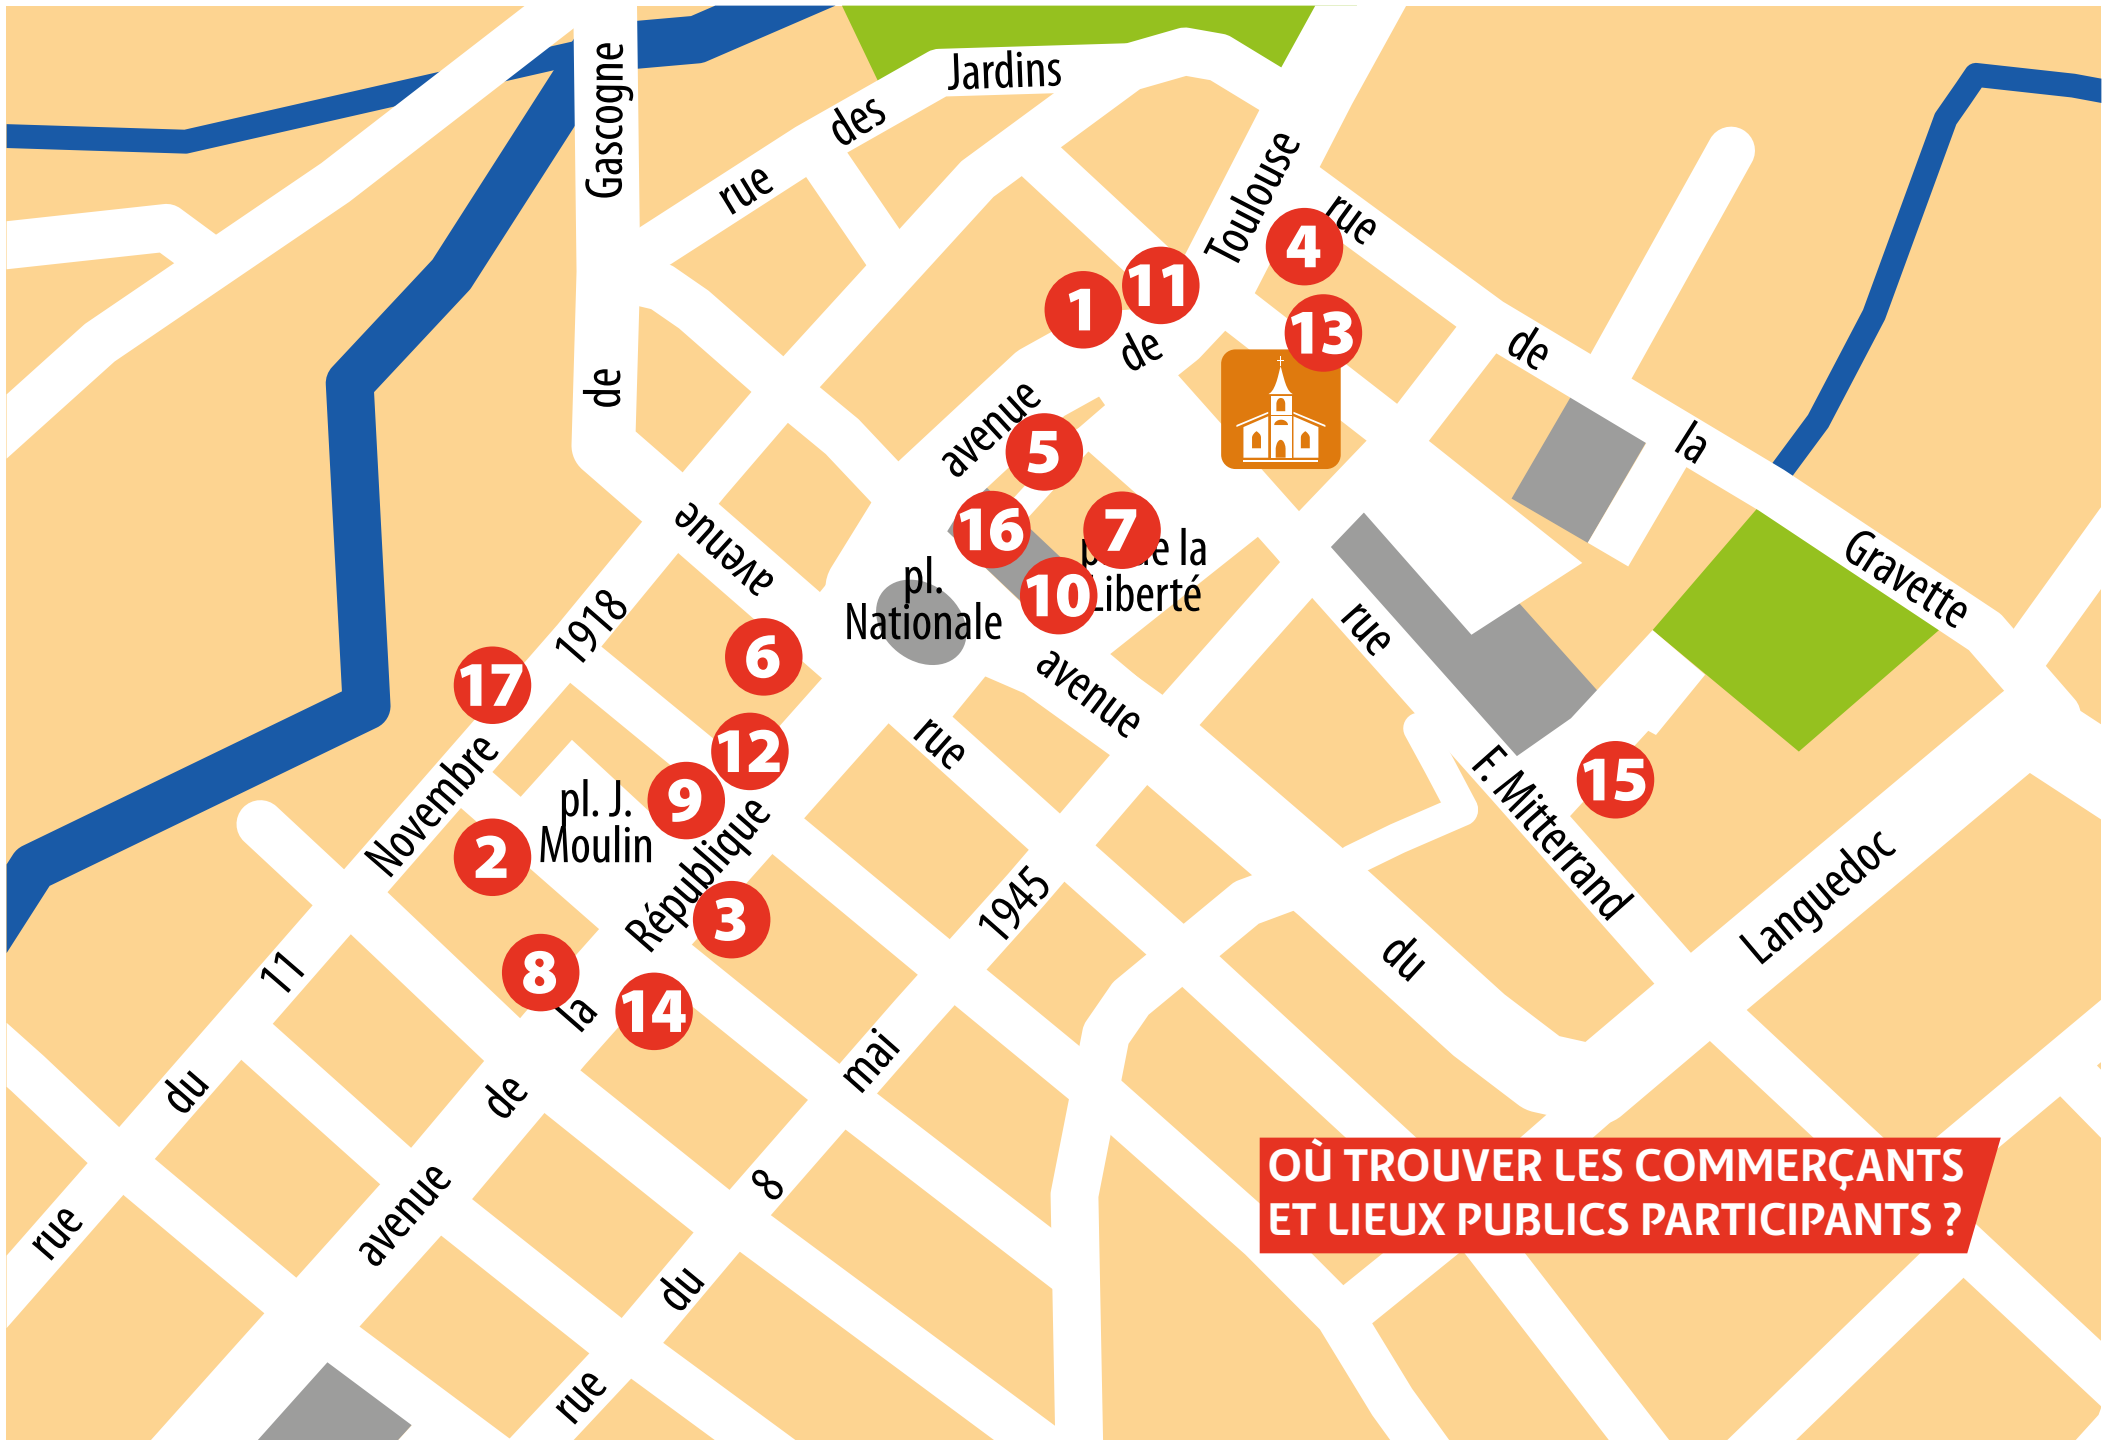 Gascogne
de
avenue
rue
des
Jardins
Toulouse
de
avenue
rue
de
la
Gravette
4
11
1
13
5
16
7
de la
Liberté
10
pl.
Nationale
6
17
1918
Novembre
11
du
rue
12
9
pl. J.
Moulin
2
République
3
8
la
14
de
avenue
rue
1945
mai
8
du
rue
avenue
du
Languedoc
rue
F. Mitterrand
15
OÙ TROUVER LES COMMERÇANTS
ET LIEUX PUBLICS PARTICIPANTS ?